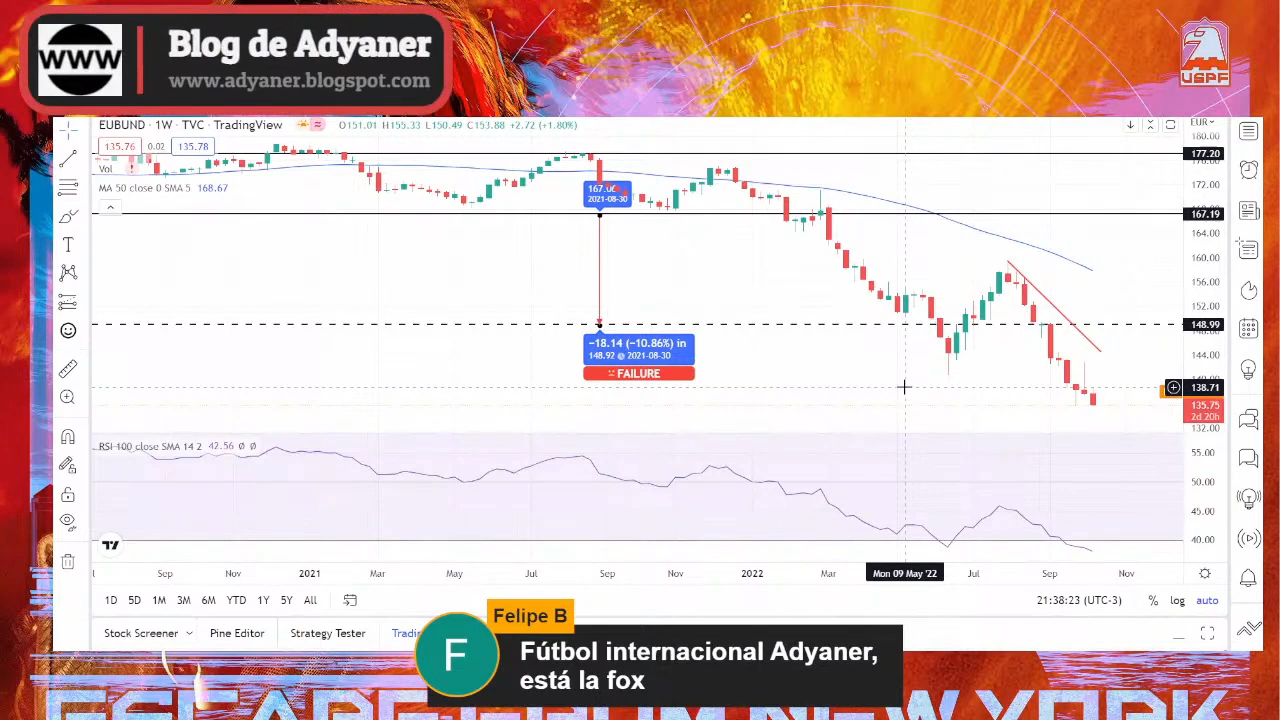 Blog de Adyaner
www.adyaner.blogspot.com
WWW
USPF
EUBUND · 1W · TVC · TradingView
O151.01 H155.33 L150.49 C153.88 +2.72 (+1.80%)
EUR
135.76 0.02 135.78
Vol
MA 50 close 0 SMA 5 168.67
2021-08-30
−18.14 (−10.86%) in
148.92 @ 2021-08-30
FAILURE
180.00
177.20
172.00
167.19
164.00
160.00
156.00
152.00
148.99
144.00
138.71
135.75
2d 20h
132.00
RSI 100 close SMA 14 2 42.56 Ø Ø
55.00
50.00
45.00
40.00
Sep Nov 2021 Mar May Jul Sep Nov 2022 Mar Mon 09 May '22 Jul Sep Nov
1D 5D 1M 3M 6M YTD 1Y 5Y All
21:38:23 (UTC-3) % log auto
Stock Screener Pine Editor Strategy Tester
Felipe B
F
Fútbol internacional Adyaner,
está la fox